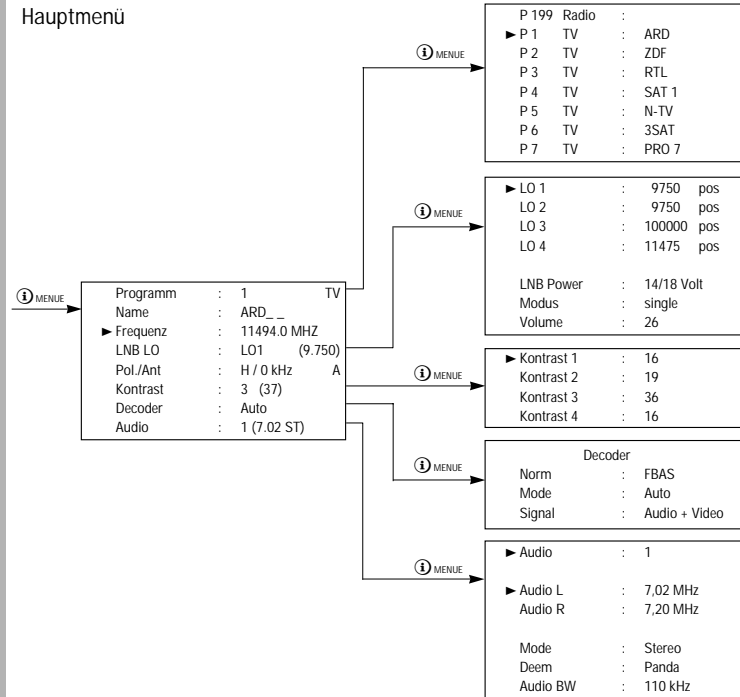 Hauptmenü
i MENUE
Programm : 1 TV
Name : ARD_ _
► Frequenz : 11494.0 MHZ
LNB LO : LO1 (9.750)
Pol./Ant : H / 0 kHz A
Kontrast : 3 (37)
Decoder : Auto
Audio : 1 (7.02 ST)
i MENUE
P 199 Radio :
► P 1 TV : ARD
P 2 TV : ZDF
P 3 TV : RTL
P 4 TV : SAT 1
P 5 TV : N-TV
P 6 TV : 3SAT
P 7 TV : PRO 7
i MENUE
► LO 1 : 9750 pos
LO 2 : 9750 pos
LO 3 : 100000 pos
LO 4 : 11475 pos
LNB Power : 14/18 Volt
Modus : single
Volume : 26
i MENUE
► Kontrast 1 : 16
Kontrast 2 : 19
Kontrast 3 : 36
Kontrast 4 : 16
i MENUE
Decoder
Norm : FBAS
Mode : Auto
Signal : Audio + Video
i MENUE
► Audio : 1
► Audio L : 7,02 MHz
Audio R : 7,20 MHz
Mode : Stereo
Deem : Panda
Audio BW : 110 kHz